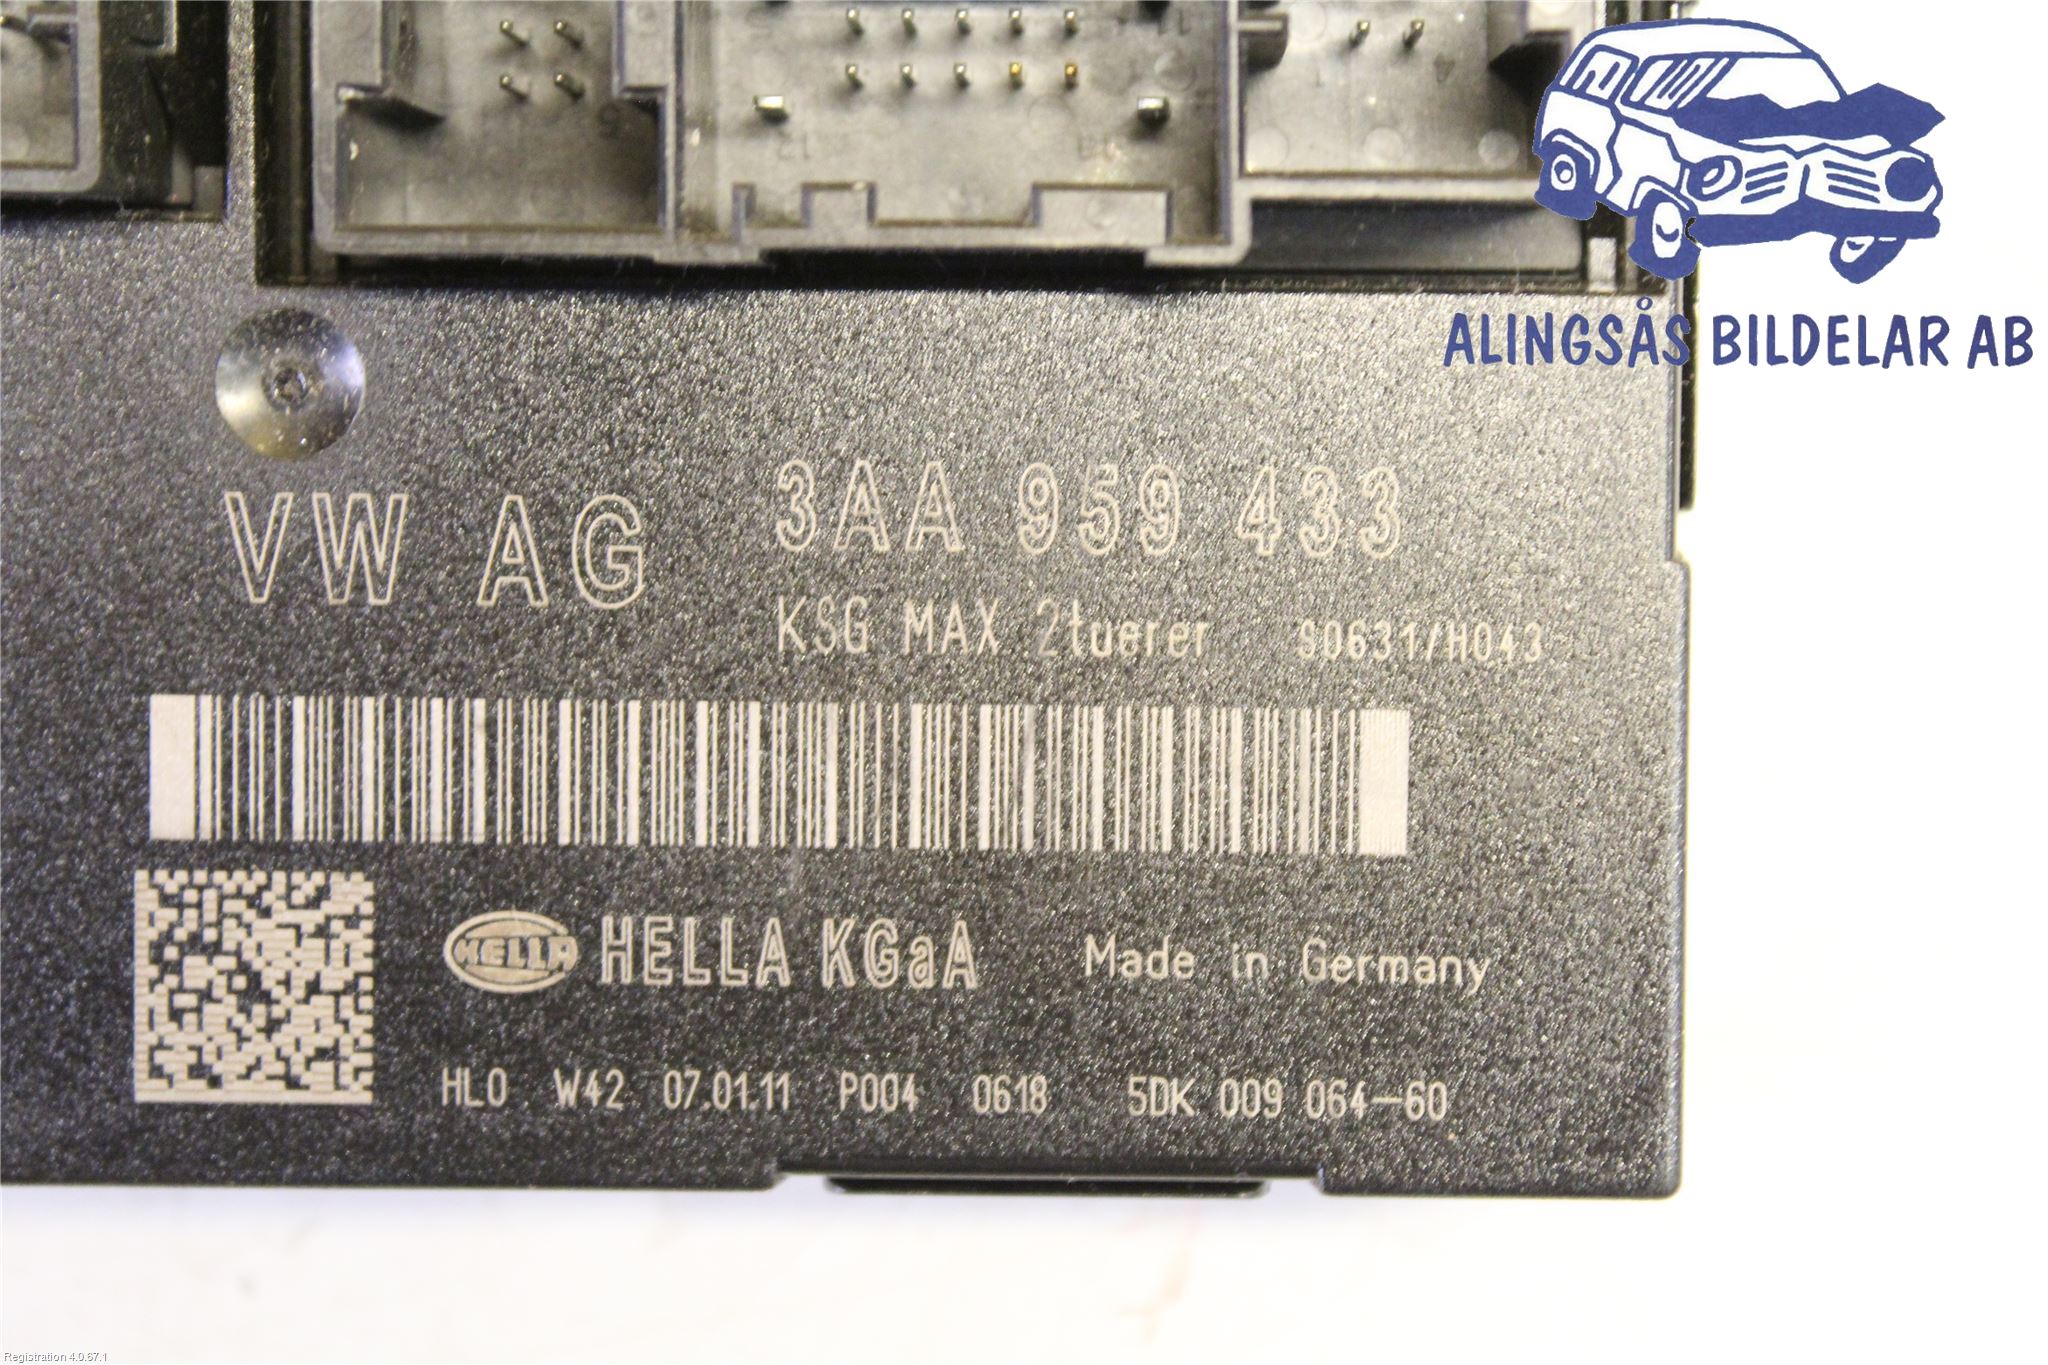 ALINGSÅS BILDELAR AB
VW AG 3AA 959 433
KSG MAX 2tuerer S0631/H043
HELLA HELLA KGaA Made in Germany
HLO W42 07.01.11 P004 0618 5DK 009 064-60
Registration 4.0.67.1